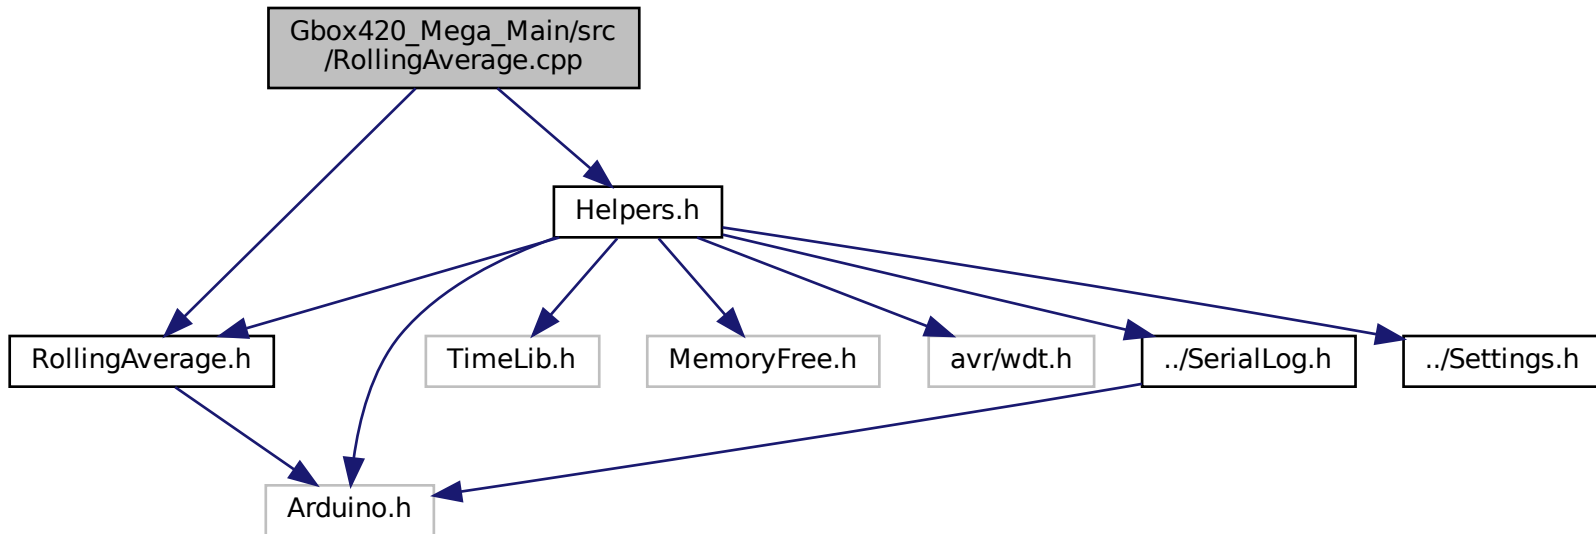 Gbox420_Mega_Main/src
/RollingAverage.cpp
Helpers.h
RollingAverage.h
TimeLib.h
MemoryFree.h
avr/wdt.h
../SerialLog.h
../Settings.h
Arduino.h